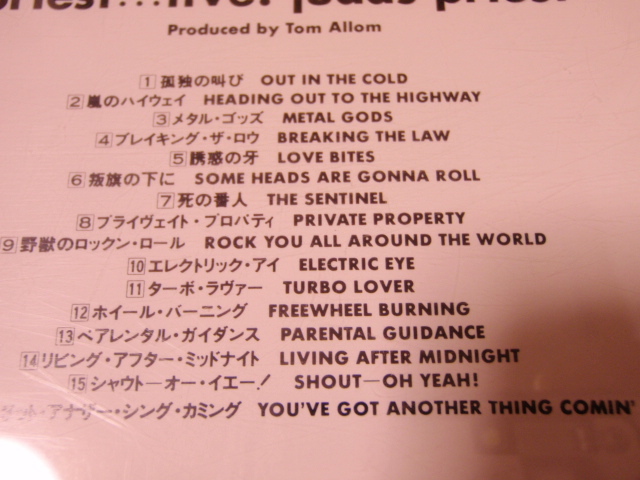 priest...live! judas priest
Produced by Tom Allom
1 孤独の叫び OUT IN THE COLD
2 嵐のハイウェイ HEADING OUT TO THE HIGHWAY
3 メタル・ゴッズ METAL GODS
4 ブレイキング・ザ・ロウ BREAKING THE LAW
5 誘惑の牙 LOVE BITES
6 叛旗の下に SOME HEADS ARE GONNA ROLL
7 死の番人 THE SENTINEL
8 プライヴェイト・プロパティ PRIVATE PROPERTY
9 野獣のロックン・ロール ROCK YOU ALL AROUND THE WORLD
10 エレクトリック・アイ ELECTRIC EYE
11 ターボ・ラヴァー TURBO LOVER
12 ホイール・バーニング FREEWHEEL BURNING
13 ペアレンタル・ガイダンス PARENTAL GUIDANCE
14 リビング・アフター・ミッドナイト LIVING AFTER MIDNIGHT
15 シャウト—オー・イエー! SHOUT—OH YEAH!
アナザー・シング・カミング YOU'VE GOT ANOTHER THING COMIN'